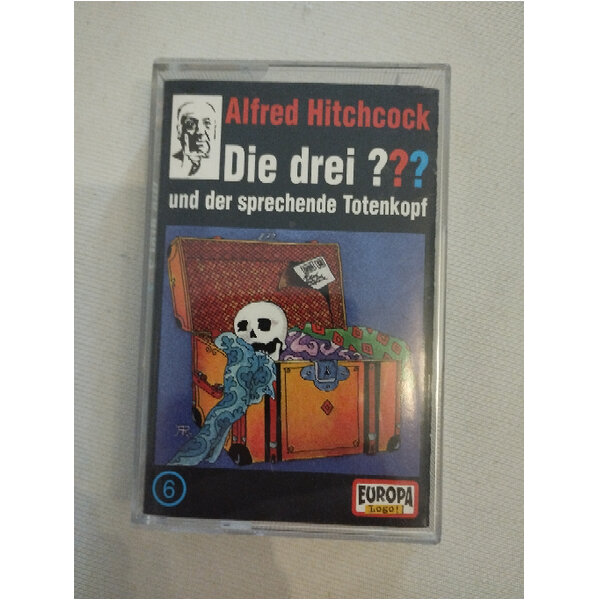 Alfred Hitchcock
Die drei ???
und der sprechende Totenkopf
6
EUROPA
Logo!